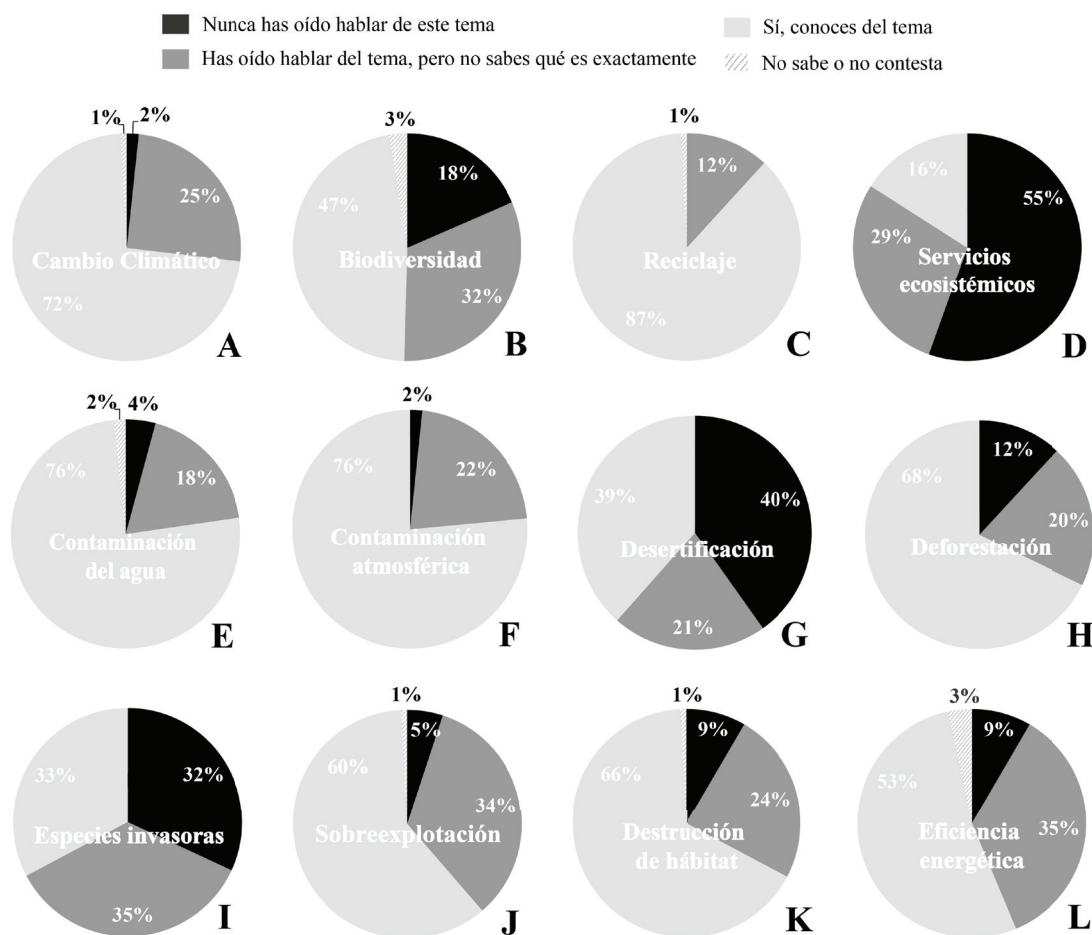 Nunca has oído hablar de este tema
Sí, conoces del tema
Has oído hablar del tema, pero no sabes qué es exactamente
No sabe o no contesta
1%
2%
25%
Cambio Climático
72%
A
3%
18%
47%
Biodiversidad
32%
B
1%
12%
Reciclaje
87%
C
16%
55%
29%
Servicios
ecosistémicos
D
2%
4%
76%
18%
Contaminación
del agua
E
2%
76%
22%
Contaminación
atmosférica
F
39%
40%
Desertificación
21%
G
12%
68%
20%
Deforestación
H
33%
32%
Especies invasoras
35%
I
1%
5%
60%
34%
Sobreexplotación
J
1%
9%
66%
24%
Destrucción
de hábitat
K
3%
9%
53%
35%
Eficiencia
energética
L